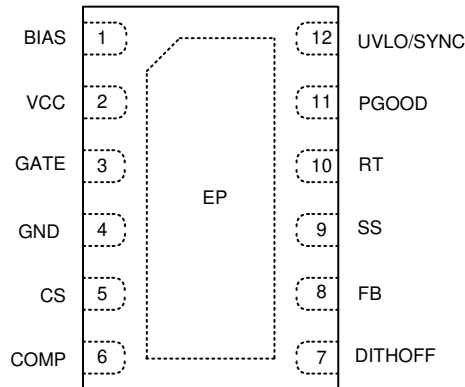 BIAS 1 12 UVLO/SYNC
VCC 2 11 PGOOD
GATE 3 10 RT
EP
GND 4 9 SS
CS 5 8 FB
COMP 6 7 DITHOFF